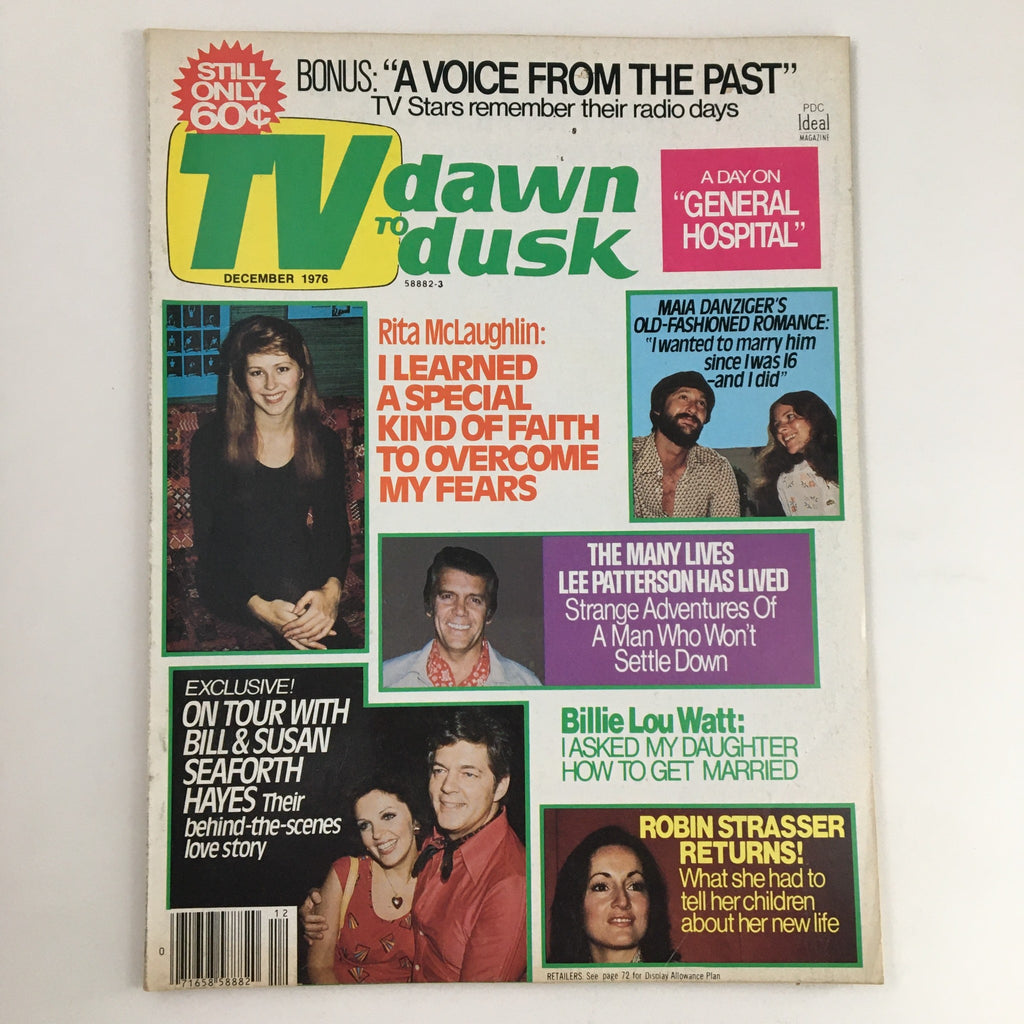 STILL
ONLY
60¢
BONUS: "A VOICE FROM THE PAST"
TV Stars remember their radio days
PDC
Ideal
MAGAZINE
TV dawn
TO dusk
DECEMBER 1976
58882-3
A DAY ON
"GENERAL
HOSPITAL"
Rita McLaughlin:
I LEARNED
A SPECIAL
KIND OF FAITH
TO OVERCOME
MY FEARS
MAIA DANZIGER'S
OLD-FASHIONED ROMANCE:
"I wanted to marry him
since I was 16
–and I did"
THE MANY LIVES
LEE PATTERSON HAS LIVED
Strange Adventures Of
A Man Who Won't
Settle Down
EXCLUSIVE!
ON TOUR WITH
BILL & SUSAN
SEAFORTH
HAYES Their
behind-the-scenes
love story
Billie Lou Watt:
I ASKED MY DAUGHTER
HOW TO GET MARRIED
ROBIN STRASSER
RETURNS!
What she had to
tell her children
about her new life
12
0
71658 58882
RETAILERS: See page 72 for Display Allowance Plan